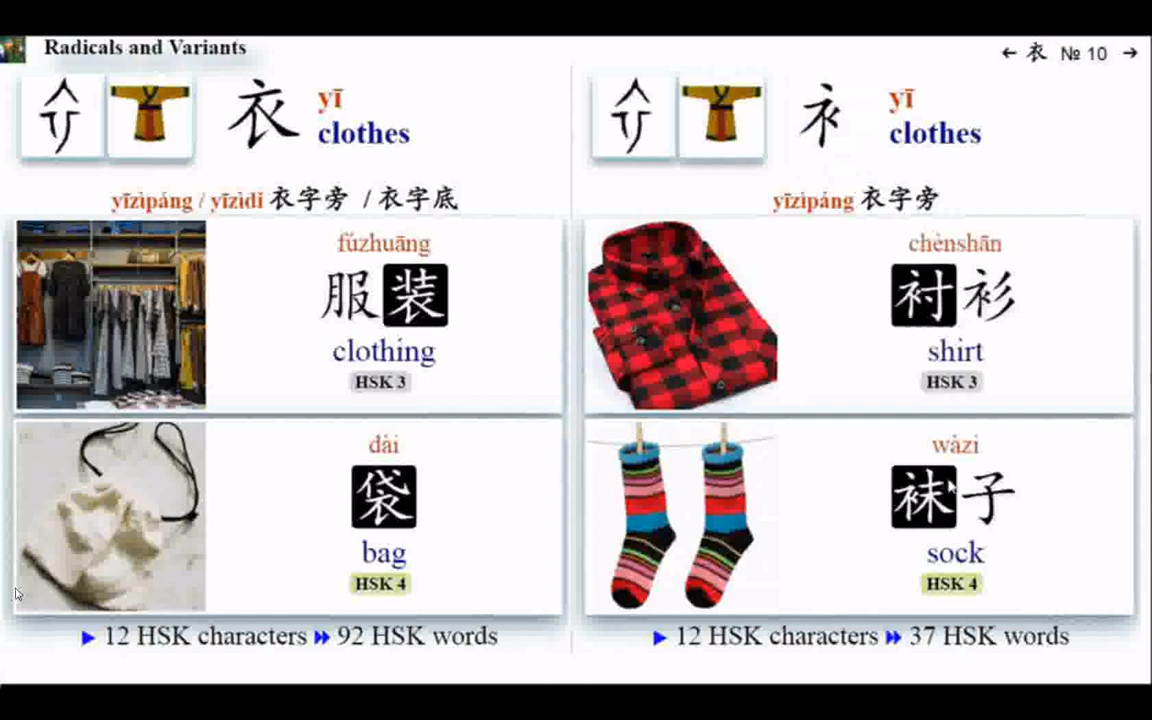 Radicals and Variants
← 衣 № 10 →
衣
yī
clothes
yīzìpáng / yīzìdǐ 衣字旁 / 衣字底
fúzhuāng
服装
clothing
HSK 3
dài
袋
bag
HSK 4
▶ 12 HSK characters ⏩ 92 HSK words
衤
yī
clothes
yīzìpáng 衣字旁
chènshān
衬衫
shirt
HSK 3
wàzi
袜子
sock
HSK 4
▶ 12 HSK characters ⏩ 37 HSK words